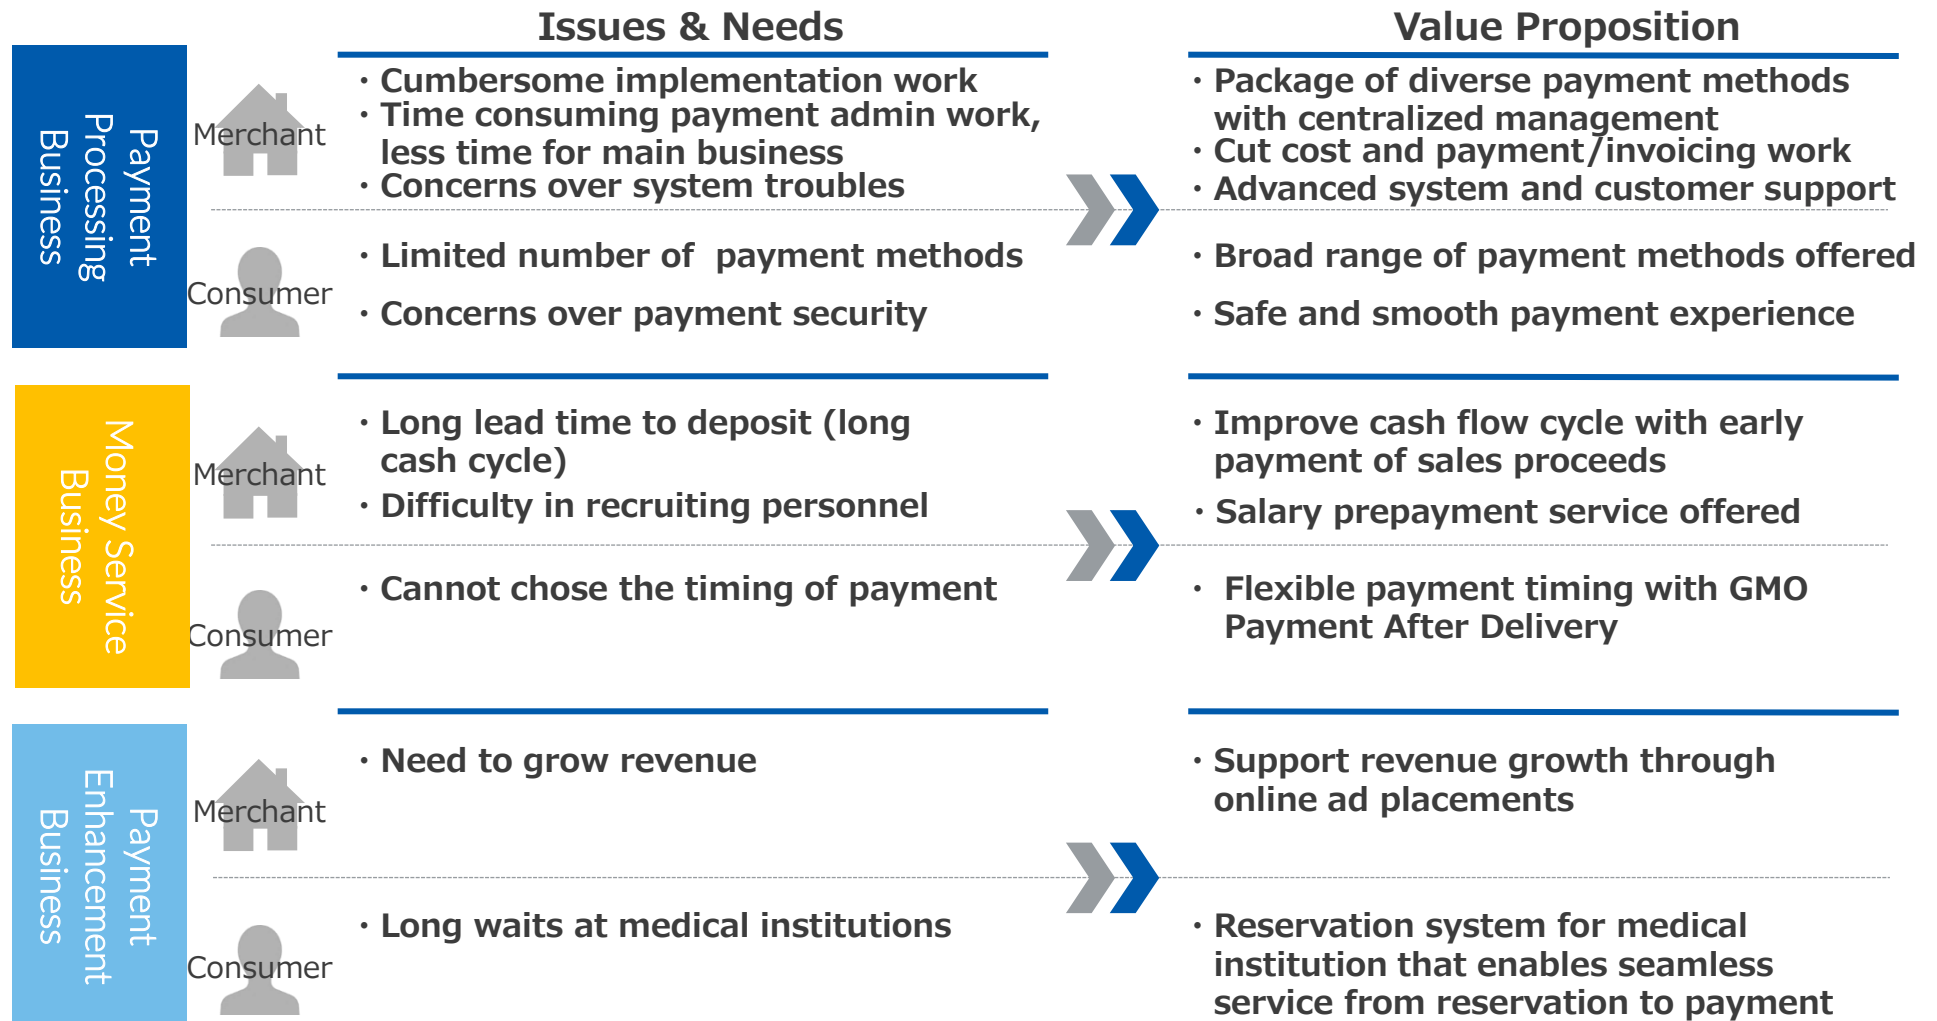 Issues & Needs
Value Proposition
Payment
Processing
Business
Merchant
・Cumbersome implementation work
・Time consuming payment admin work,
less time for main business
・Concerns over system troubles
・Package of diverse payment methods
with centralized management
・Cut cost and payment/invoicing work
・Advanced system and customer support
Consumer
・Limited number of  payment methods
・Concerns over payment security
・Broad range of payment methods offered
・Safe and smooth payment experience
Money Service
Business
Merchant
・Long lead time to deposit (long
cash cycle)
・Difficulty in recruiting personnel
・Improve cash flow cycle with early
payment of sales proceeds
・Salary prepayment service offered
Consumer
・Cannot chose the timing of payment
・ Flexible payment timing with GMO
Payment After Delivery
Payment
Enhancement
Business
Merchant
・Need to grow revenue
・Support revenue growth through
online ad placements
Consumer
・Long waits at medical institutions
・Reservation system for medical
institution that enables seamless
service from reservation to payment